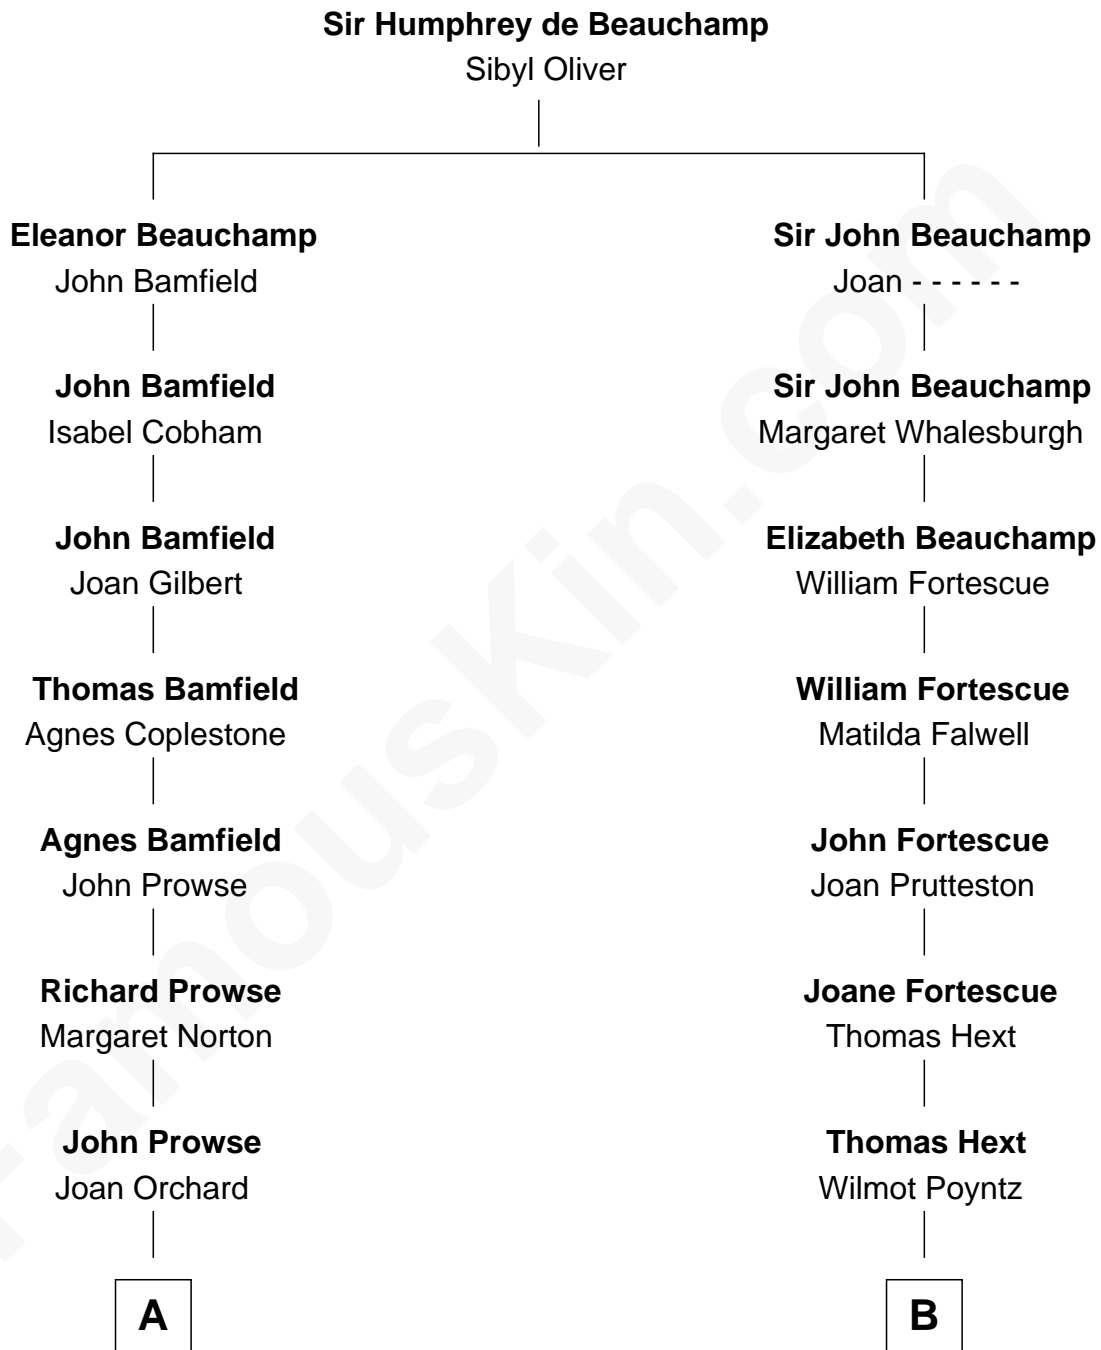 Sir Humphrey de Beauchamp
Sibyl Oliver
Eleanor Beauchamp
John Bamfield
Sir John Beauchamp
Joan - - - - - -
John Bamfield
Isabel Cobham
Sir John Beauchamp
Margaret Whalesburgh
John Bamfield
Joan Gilbert
Elizabeth Beauchamp
William Fortescue
Thomas Bamfield
Agnes Coplestone
William Fortescue
Matilda Falwell
Agnes Bamfield
John Prowse
John Fortescue
Joan Prutteston
Richard Prowse
Margaret Norton
Joane Fortescue
Thomas Hext
John Prowse
Joan Orchard
Thomas Hext
Wilmot Poyntz
A
B
FamousKin.com